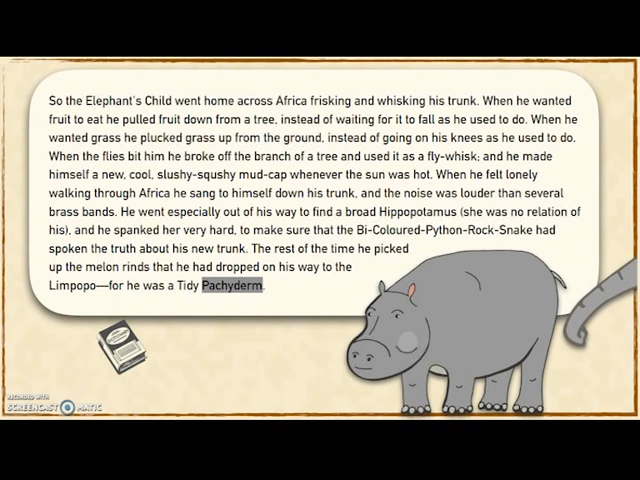 So the Elephant's Child went home across Africa frisking and whisking his trunk. When he wanted
fruit to eat he pulled fruit down from a tree, instead of waiting for it to fall as he used to do. When he
wanted grass he plucked grass up from the ground, instead of going on his knees as he used to do.
When the flies bit him he broke off the branch of a tree and used it as a fly-whisk; and he made
himself a new, cool, slushy-squshy mud-cap whenever the sun was hot. When he felt lonely
walking through Africa he sang to himself down his trunk, and the noise was louder than several
brass bands. He went especially out of his way to find a broad Hippopotamus (she was no relation of
his), and he spanked her very hard, to make sure that the Bi-Coloured-Python-Rock-Snake had
spoken the truth about his new trunk. The rest of the time he picked
up the melon rinds that he had dropped on his way to the
Limpopo—for he was a Tidy Pachyderm.
RECORDED WITH
SCREENCAST MATIC